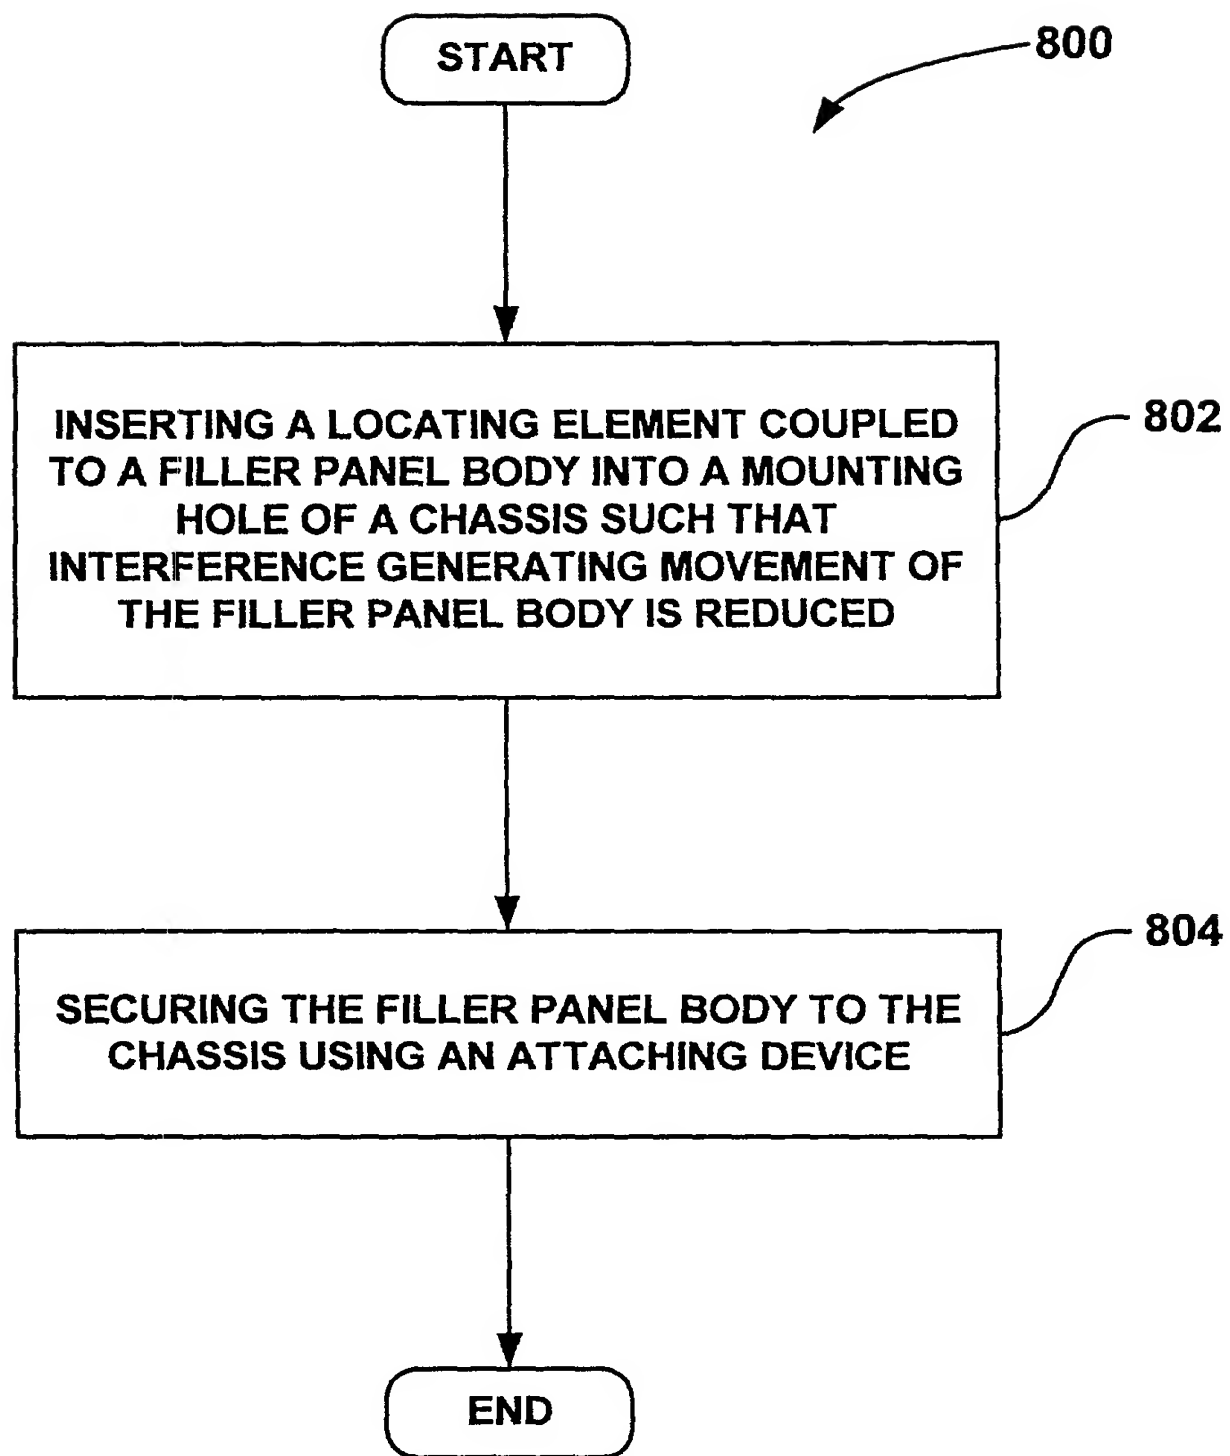 START
800
INSERTING A LOCATING ELEMENT COUPLED
TO A FILLER PANEL BODY INTO A MOUNTING
HOLE OF A CHASSIS SUCH THAT
INTERFERENCE GENERATING MOVEMENT OF
THE FILLER PANEL BODY IS REDUCED
802
SECURING THE FILLER PANEL BODY TO THE
CHASSIS USING AN ATTACHING DEVICE
804
END